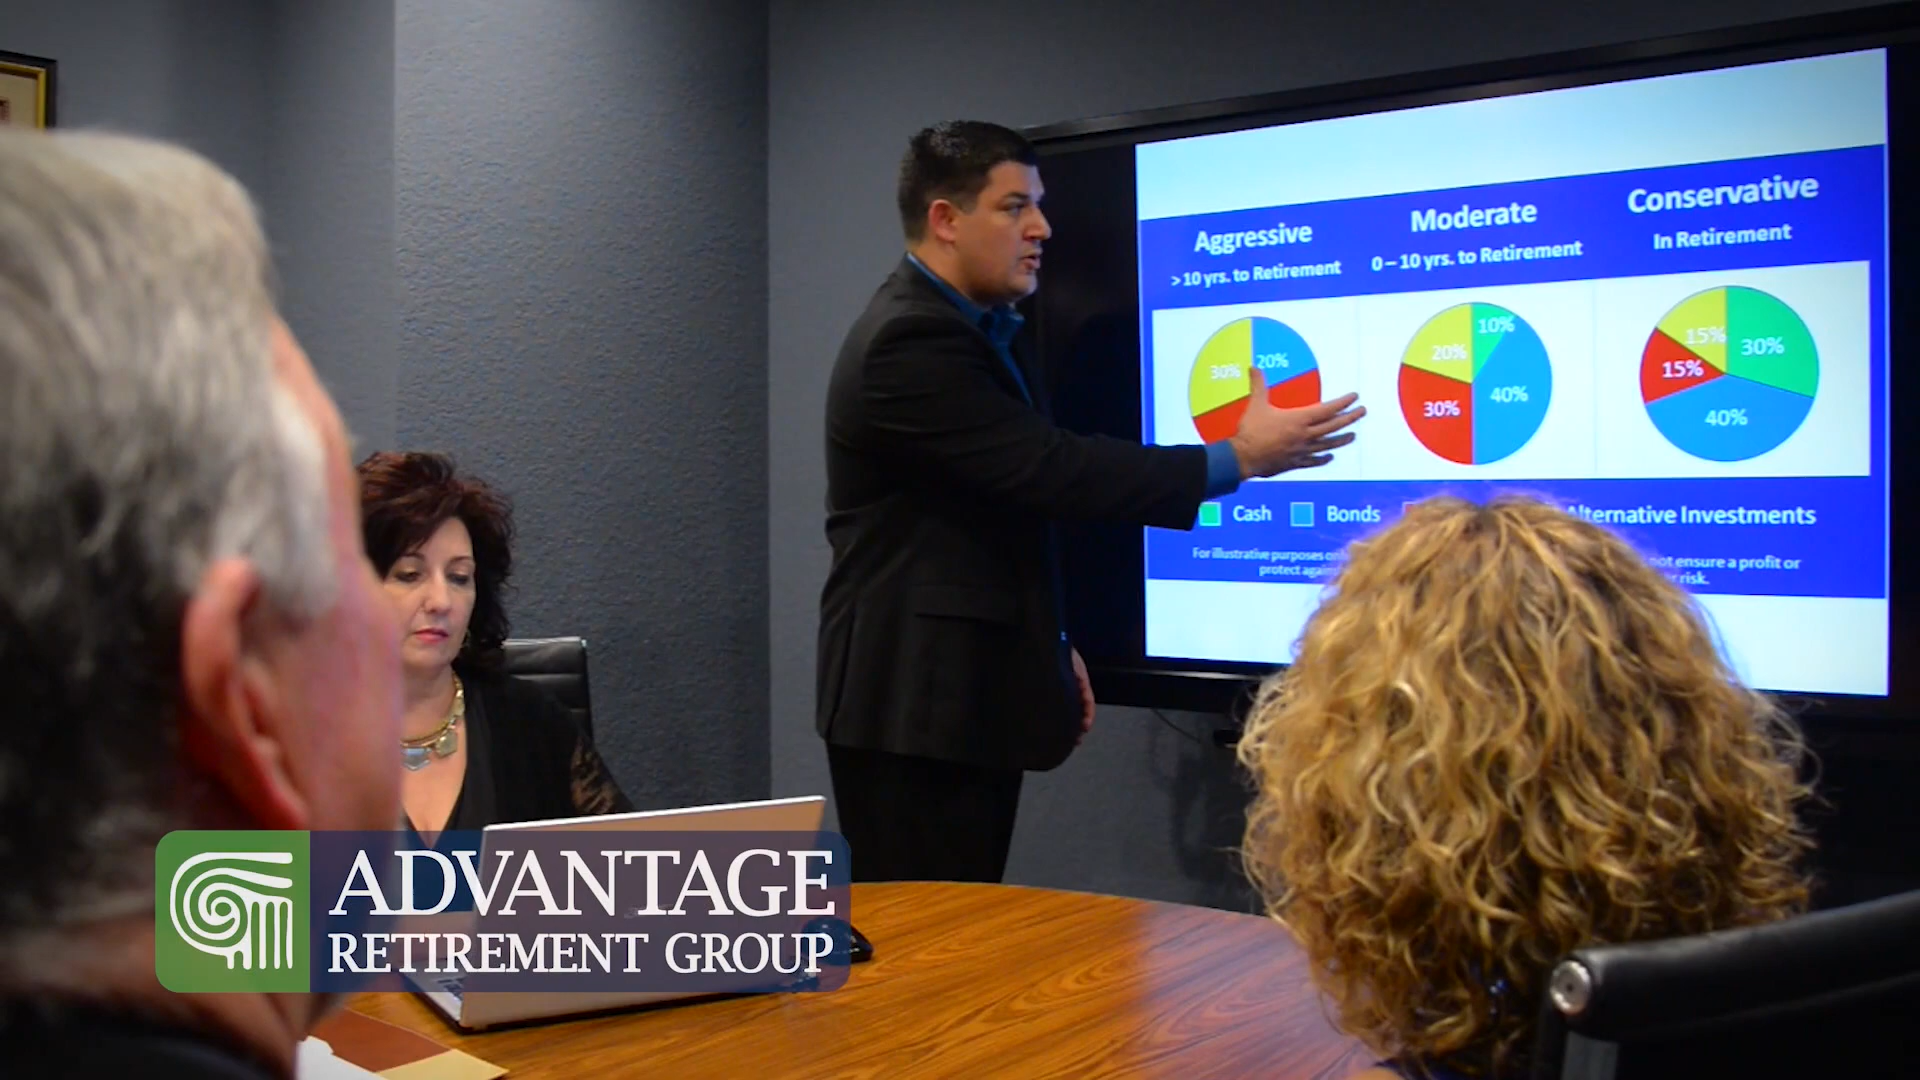 Aggressive
> 10 yrs. to Retirement
Moderate
0 – 10 yrs. to Retirement
Conservative
In Retirement
30%
20%
20%
10%
40%
30%
15%
30%
15%
40%
Cash
Bonds
Alternative Investments
For illustrative purposes
not ensure a profit or
protect
risk.
ADVANTAGE
RETIREMENT GROUP